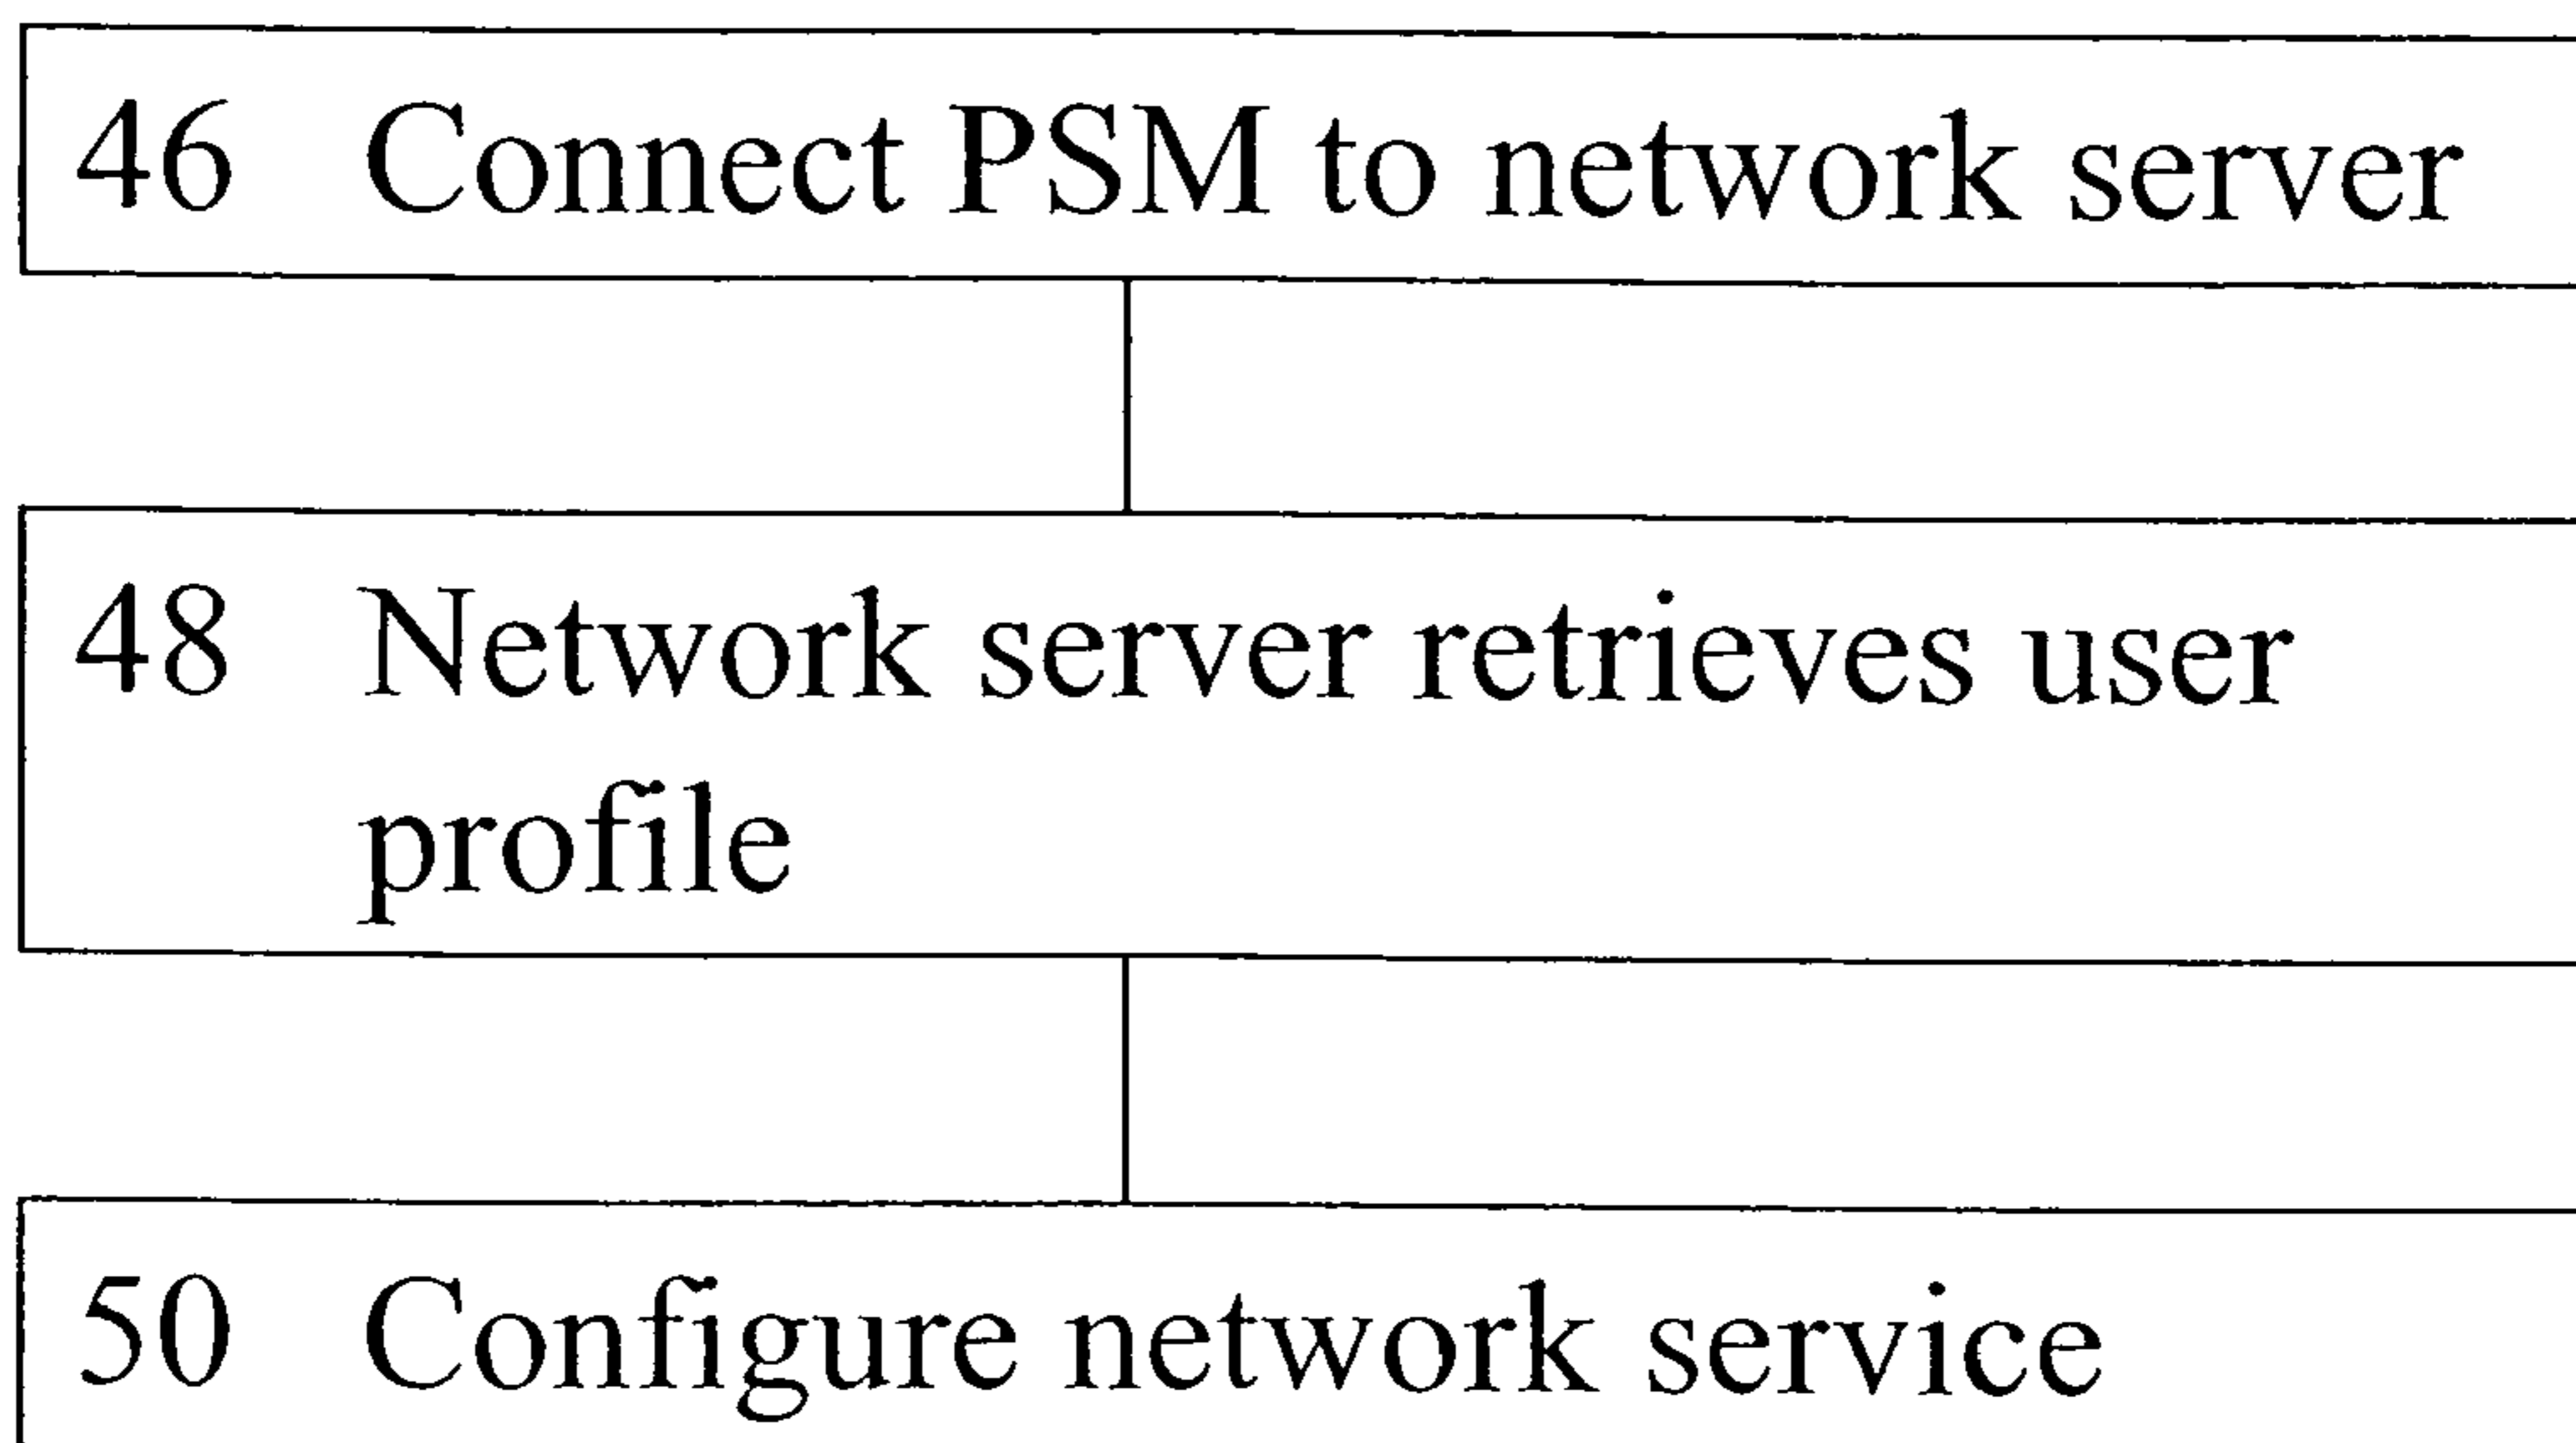 46 Connect PSM to network server
48 Network server retrieves user
profile
50 Configure network service